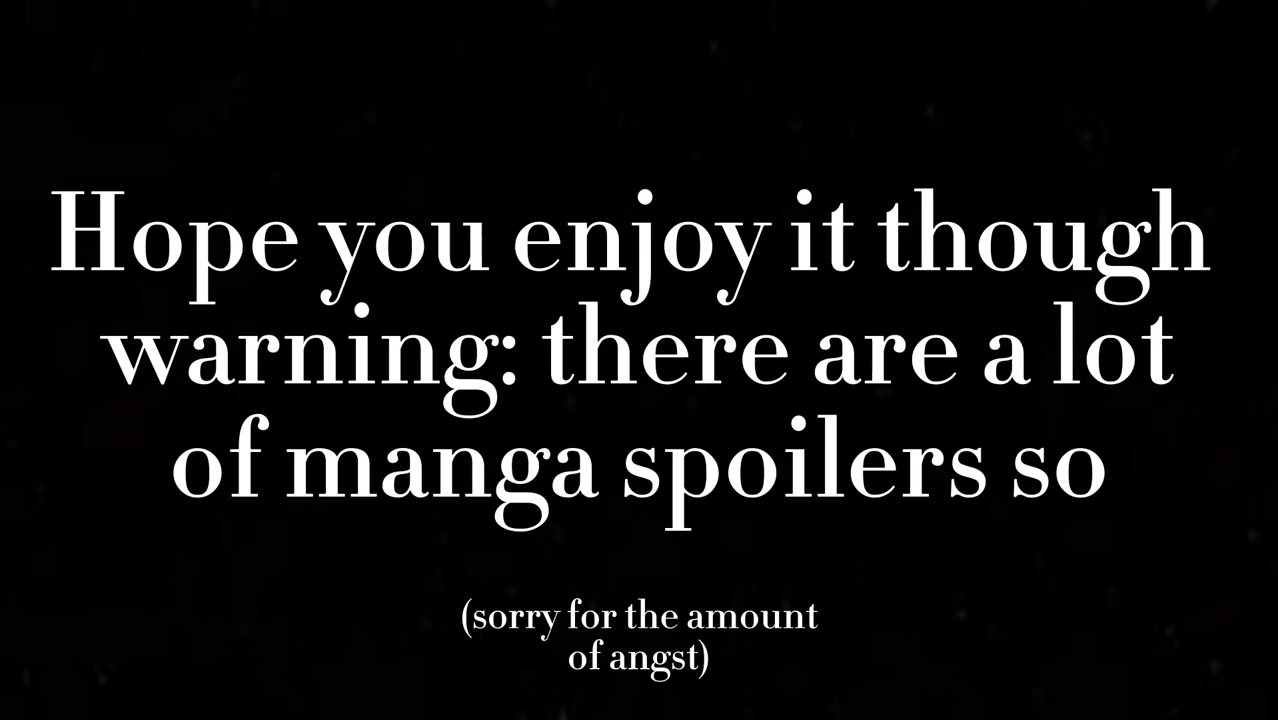 Hope you enjoy it though
warning: there are a lot
of manga spoilers so
(sorry for the amount
of angst)